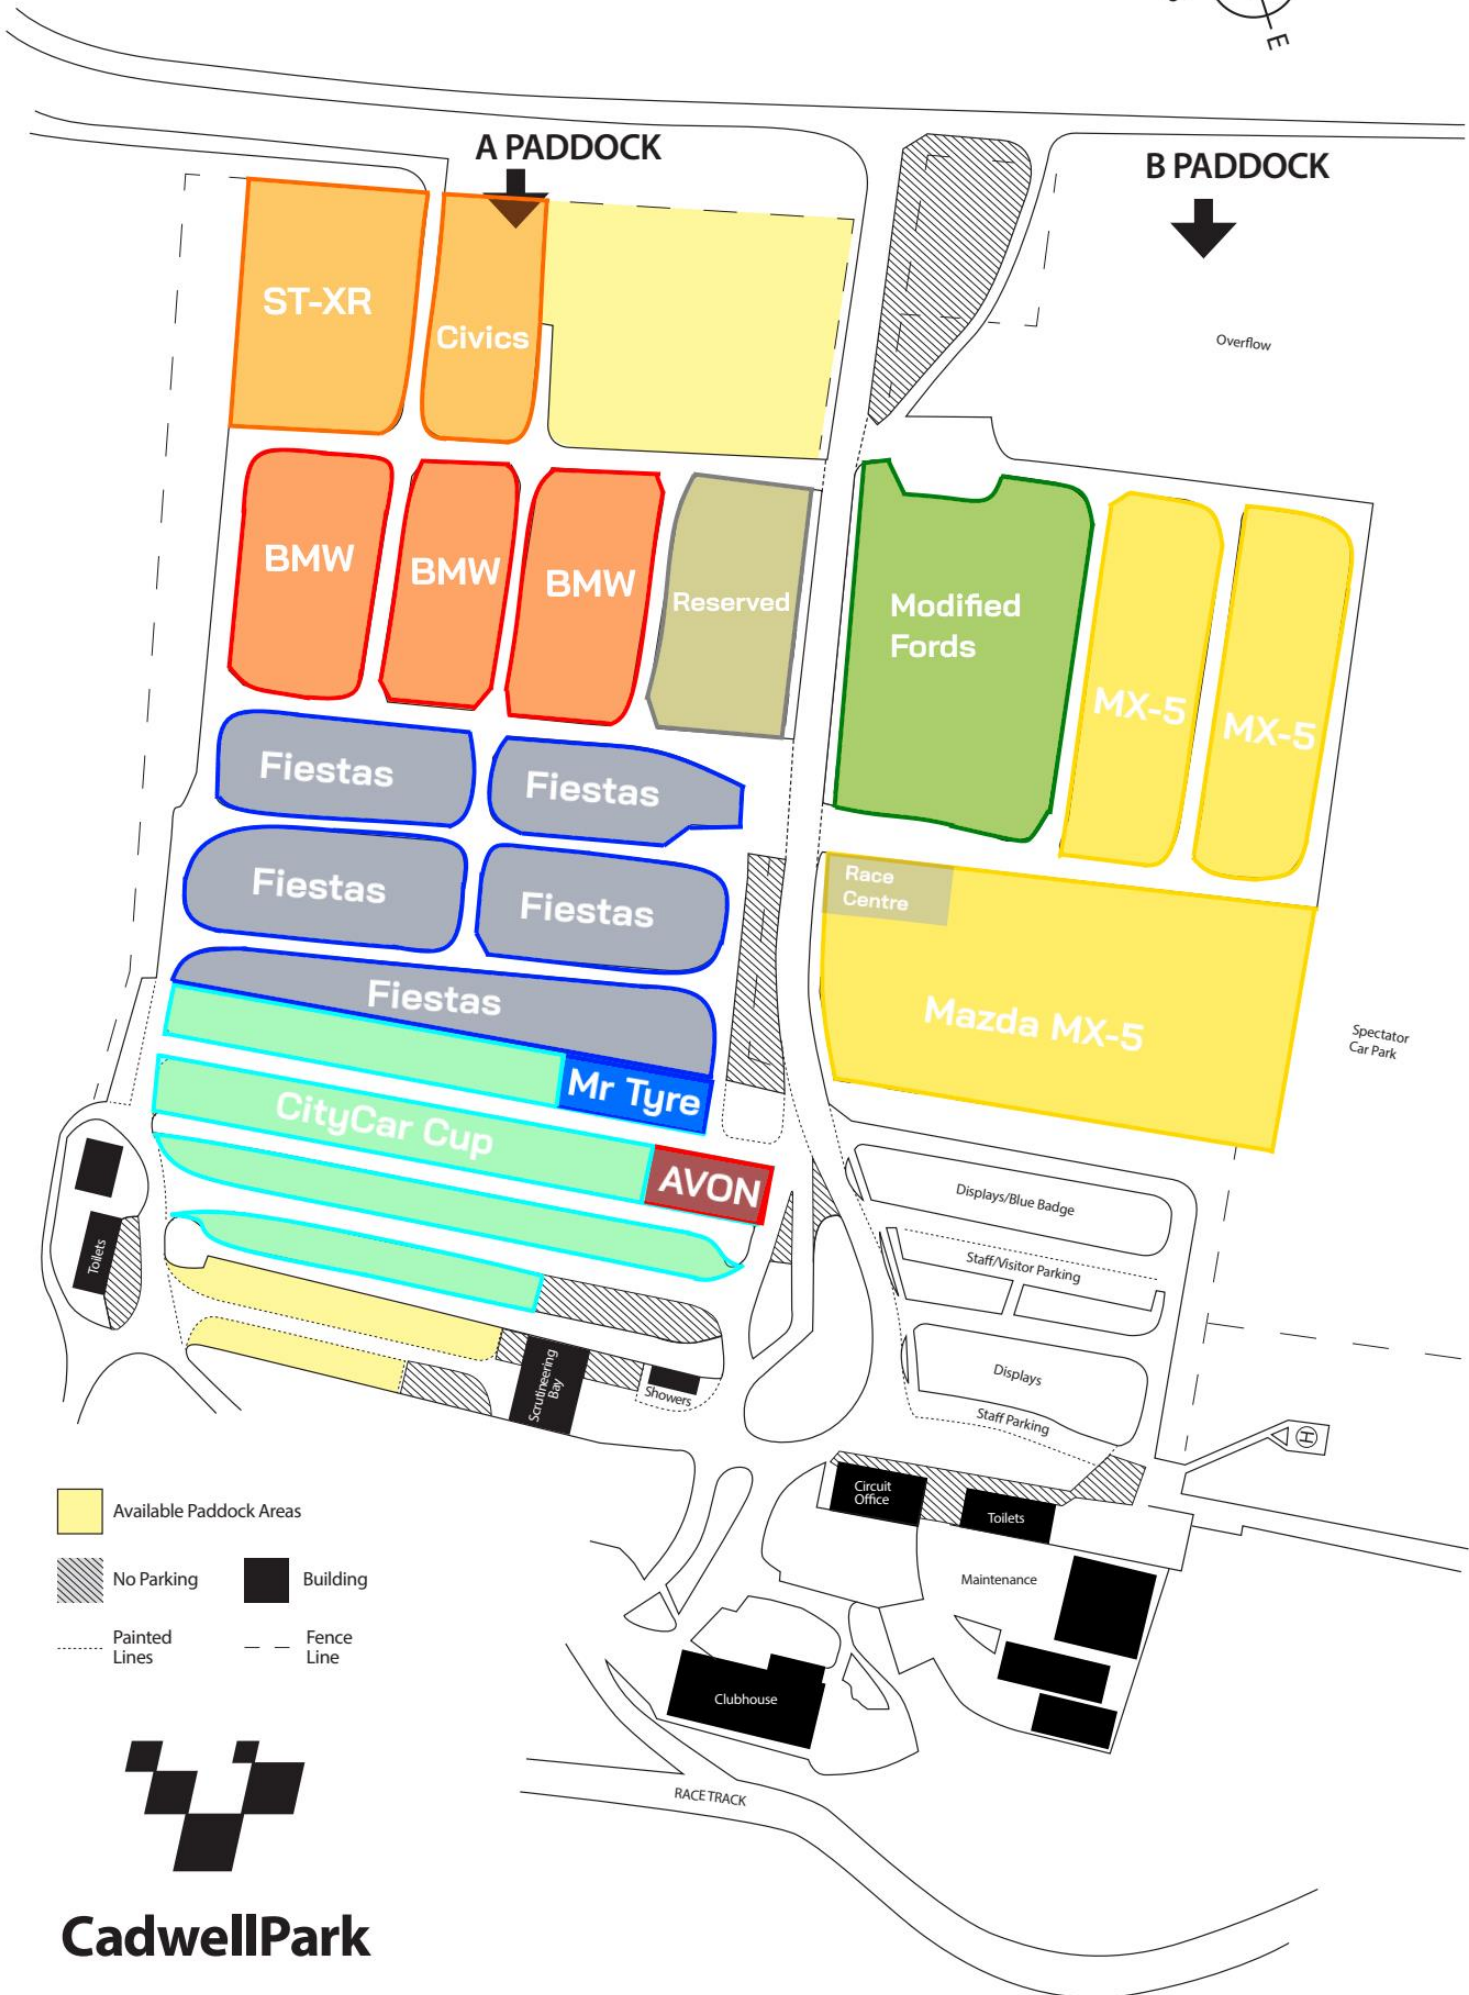 E
A PADDOCK
B PADDOCK
ST-XR
Civics
Overflow
BMW
BMW
BMW
Reserved
Modified
Fords
MX-5
MX-5
Fiestas
Fiestas
Fiestas
Fiestas
Fiestas
Race
Centre
Mazda MX-5
Spectator
Car Park
Mr Tyre
CityCar Cup
AVON
Displays/Blue Badge
Staff/Visitor Parking
Toilets
Scrutineering
Bay
Showers
Displays
Staff Parking
H
Circuit
Office
Toilets
Available Paddock Areas
No Parking
Building
Maintenance
Painted
Lines
Fence
Line
Clubhouse
RACE TRACK
CadwellPark